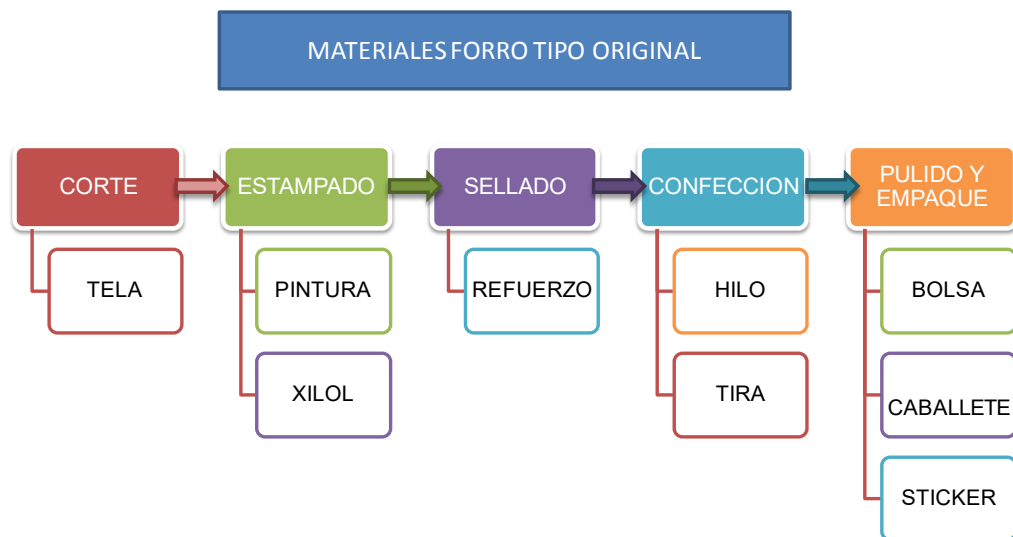 MATERIALES FORRO TIPO ORIGINAL
CORTE
ESTAMPADO
SELLADO
CONFECCION
PULIDO Y
EMPAQUE
TELA
PINTURA
REFUERZO
HILO
BOLSA
XILOL
TIRA
CABALLETE
STICKER